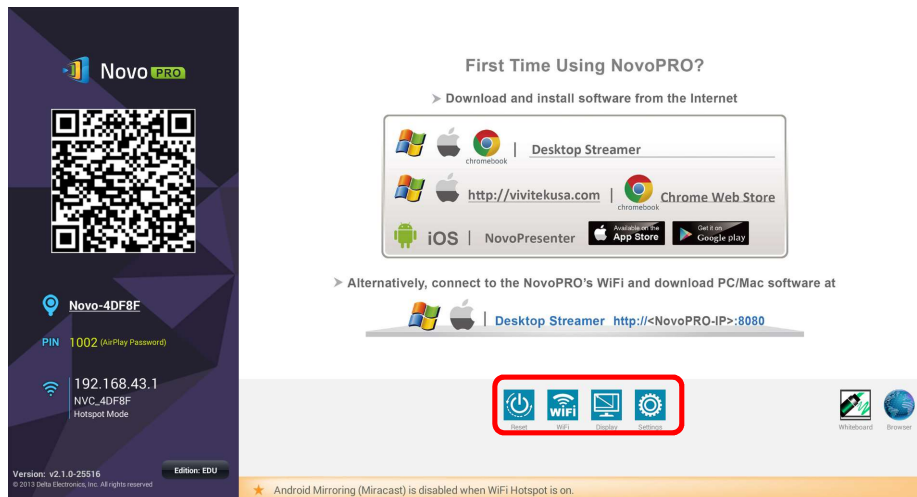 Novo PRO
Novo-4DF8F
PIN 1002 (AirPlay Password)
192.168.43.1
NVC_4DF8F
Hotspot Mode
Version: v2.1.0-25516
© 2013 Delta Electronics, Inc. All rights reserved
Edition: EDU
First Time Using NovoPRO?
➢ Download and install software from the Internet
chromebook | Desktop Streamer
http://vivitekusa.com | chromebook Chrome Web Store
iOS | NovoPresenter Available on the App Store Get it on Google play
➢ Alternatively, connect to the NovoPRO's WiFi and download PC/Mac software at
| Desktop Streamer http://<NovoPRO-IP>:8080
WiFi
Reset WiFi Display Settings
Whiteboard Browser
★ Android Mirroring (Miracast) is disabled when WiFi Hotspot is on.